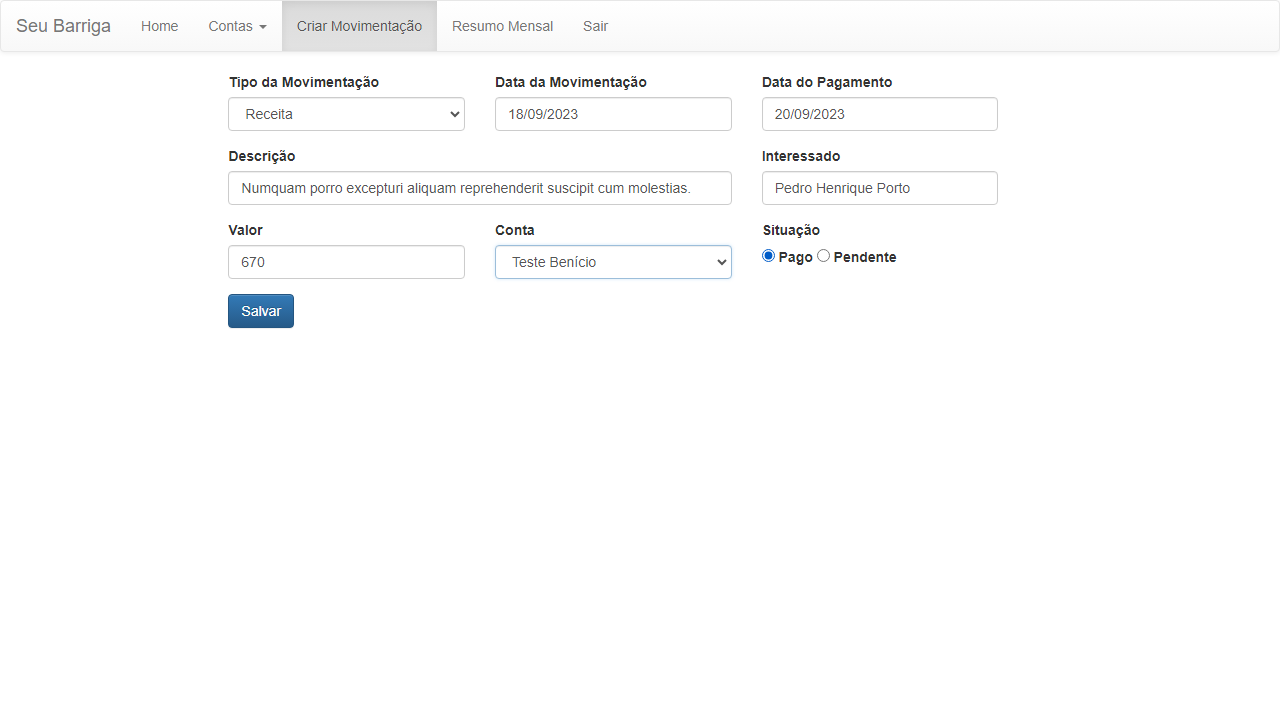 Seu Barriga Home Contas Criar Movimentação Resumo Mensal Sair
Tipo da Movimentação Data da Movimentação Data do Pagamento
Receita 18/09/2023 20/09/2023
Descrição Interessado
Numquam porro excepturi aliquam reprehenderit suscipit cum molestias. Pedro Henrique Porto
Valor Conta Situação
670 Teste Benício Pago Pendente
Salvar